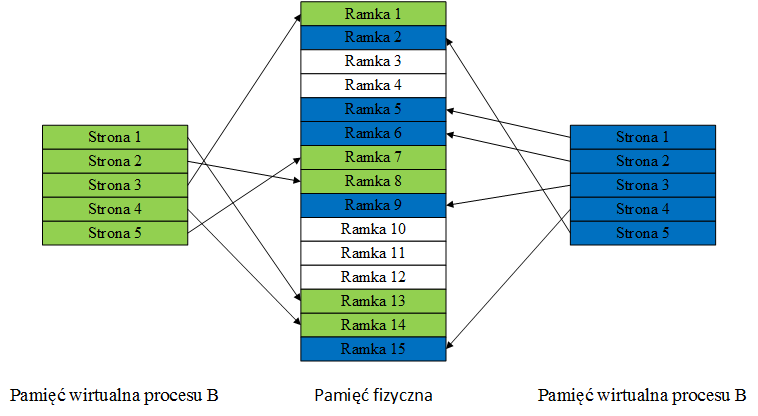 Strona 1
Strona 2
Strona 3
Strona 4
Strona 5
Pamięć wirtualna procesu B
Ramka 1
Ramka 2
Ramka 3
Ramka 4
Ramka 5
Ramka 6
Ramka 7
Ramka 8
Ramka 9
Ramka 10
Ramka 11
Ramka 12
Ramka 13
Ramka 14
Ramka 15
Pamięć fizyczna
Strona 1
Strona 2
Strona 3
Strona 4
Strona 5
Pamięć wirtualna procesu B